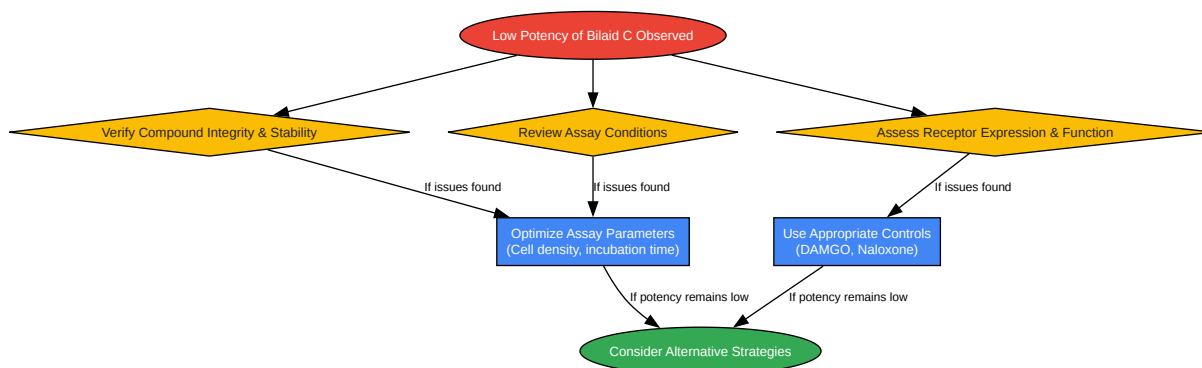 Low Potency of Bilaid C Observed
Verify Compound Integrity & Stability
Review Assay Conditions
Assess Receptor Expression & Function
If issues found
If issues found
If issues found
Optimize Assay Parameters
(Cell density, incubation time)
Use Appropriate Controls
(DAMGO, Naloxone)
If potency remains low
If potency remains low
Consider Alternative Strategies